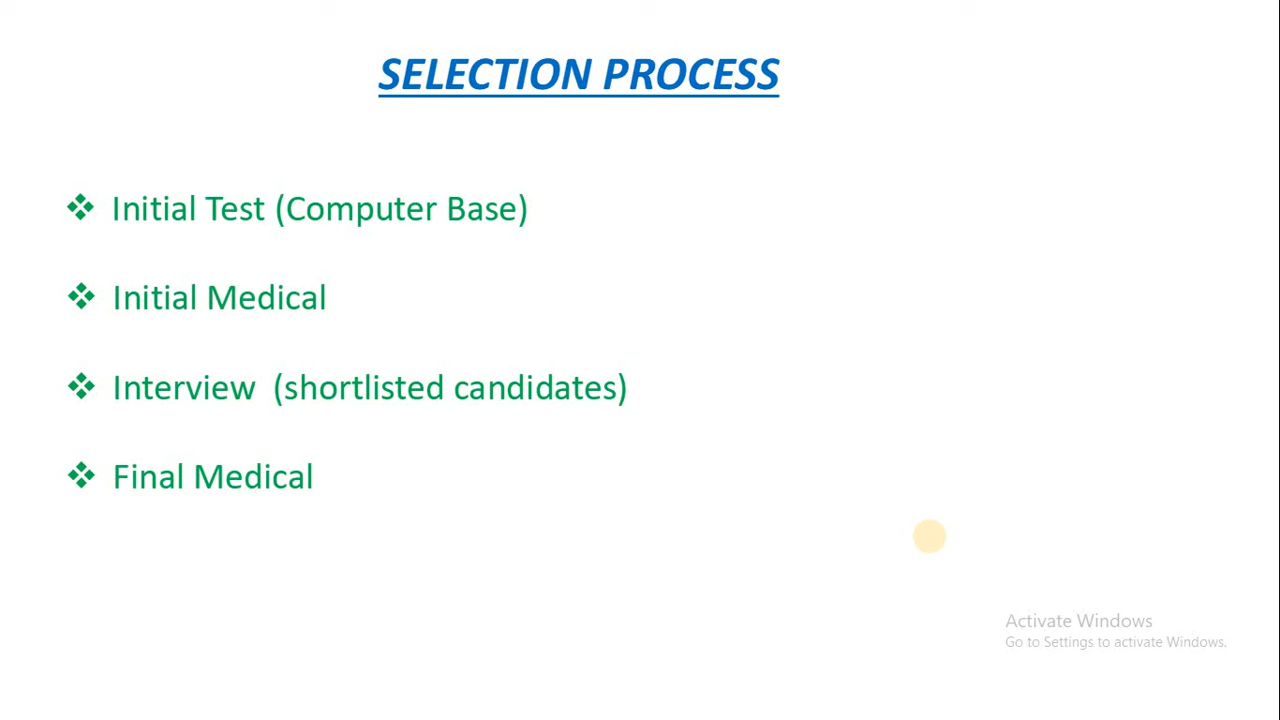 SELECTION PROCESS
❖ Initial Test (Computer Base)
❖ Initial Medical
❖ Interview  (shortlisted candidates)
❖ Final Medical
Activate Windows
Go to Settings to activate Windows.